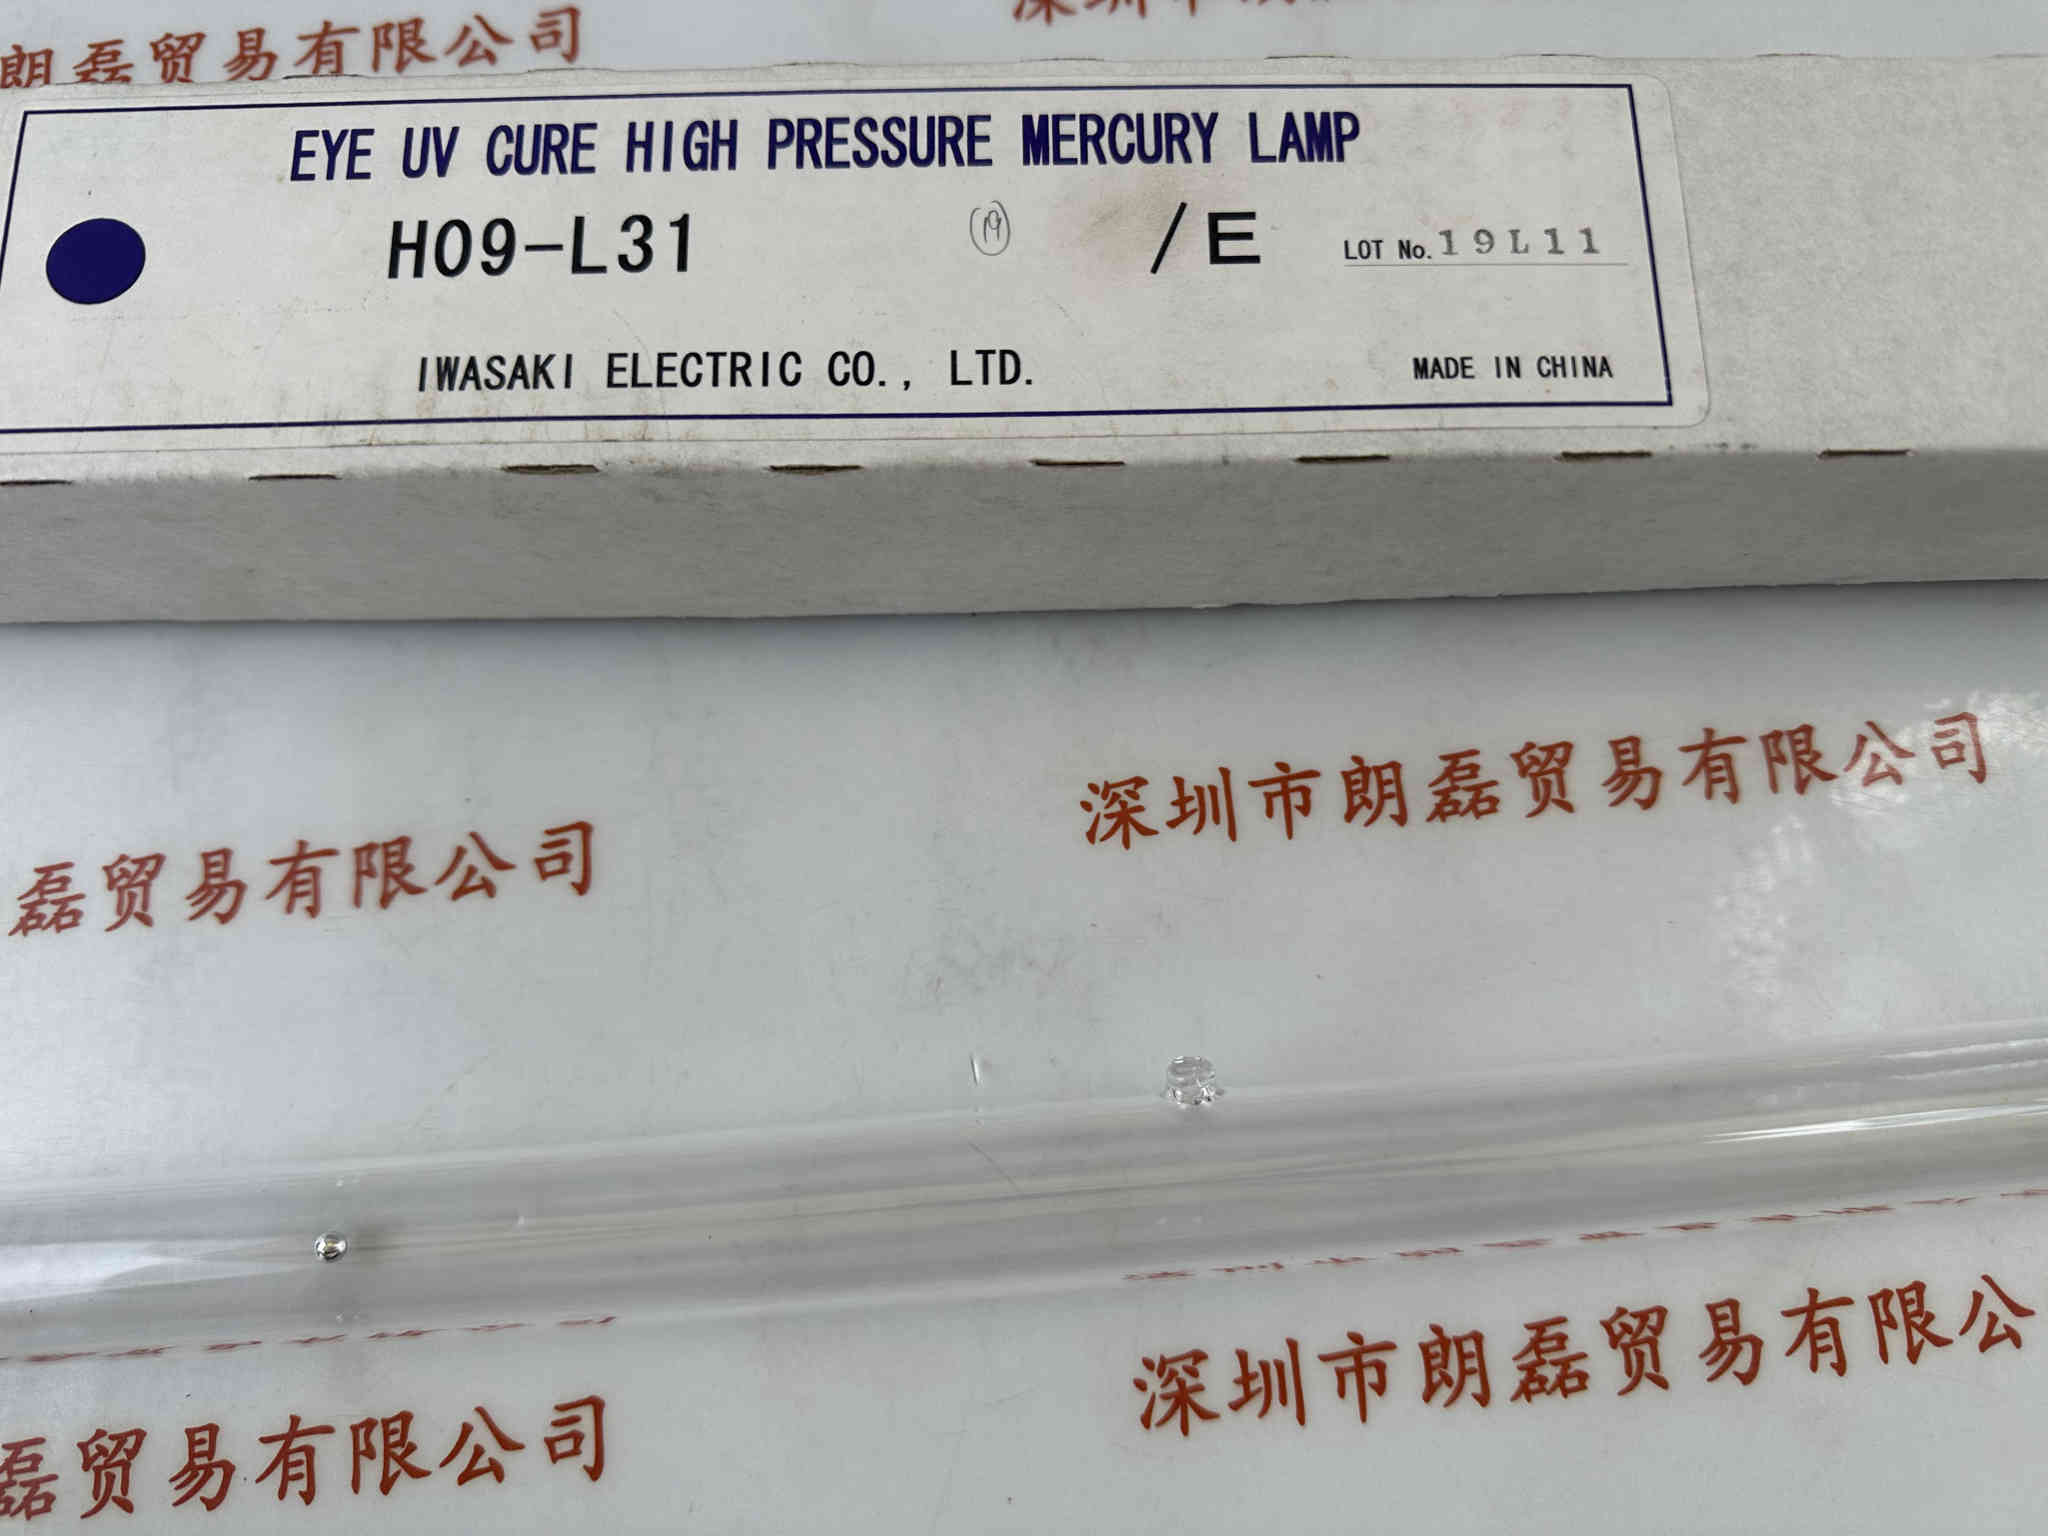 朗磊贸易有限公司
EYE UV CURE HIGH PRESSURE MERCURY LAMP
H09-L31 19 /E LOT No. 19L11
IWASAKI ELECTRIC CO., LTD. MADE IN CHINA
深圳市朗磊贸易有限公司
磊贸易有限公司
深圳市朗磊贸易有限公
磊贸易有限公司